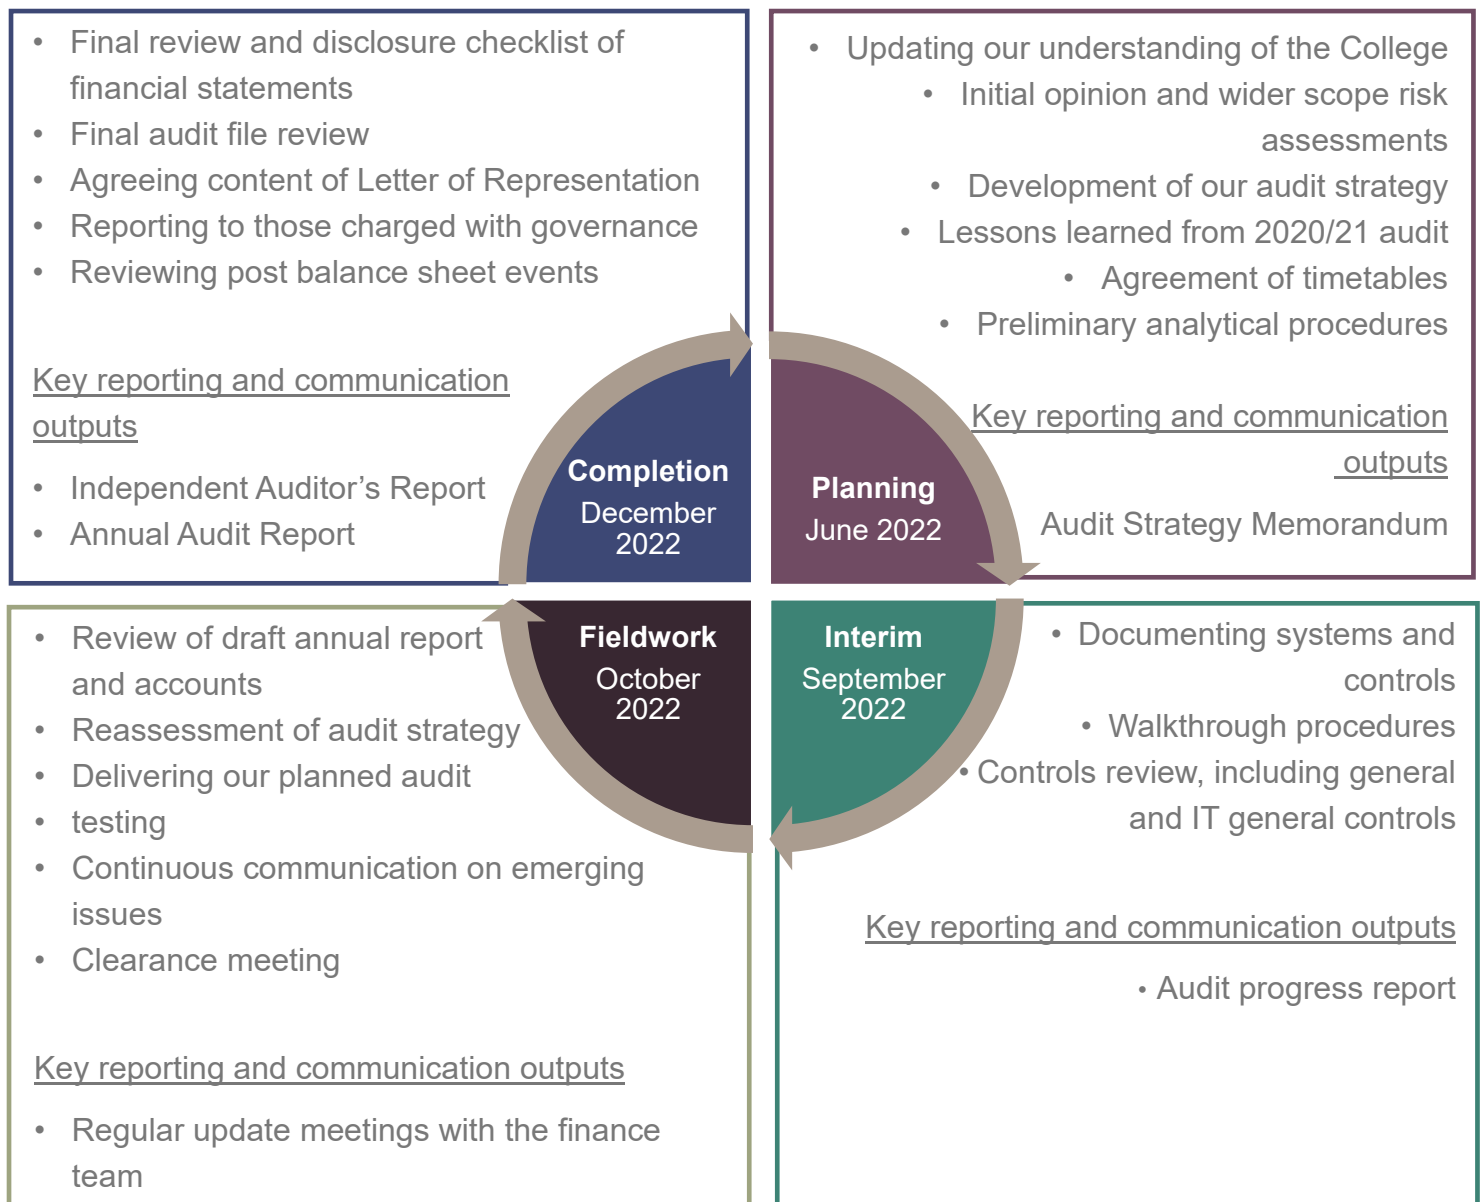 • Final review and disclosure checklist of
financial statements
• Final audit file review
• Agreeing content of Letter of Representation
• Reporting to those charged with governance
• Reviewing post balance sheet events
Key reporting and communication
outputs
• Independent Auditor’s Report
• Annual Audit Report
Completion
December
2022
• Updating our understanding of the College
• Initial opinion and wider scope risk
assessments
• Development of our audit strategy
• Lessons learned from 2020/21 audit
• Agreement of timetables
• Preliminary analytical procedures
Key reporting and communication
outputs
Audit Strategy Memorandum
Planning
June 2022
• Review of draft annual report
and accounts
• Reassessment of audit strategy
• Delivering our planned audit
• testing
• Continuous communication on emerging
issues
• Clearance meeting
Key reporting and communication outputs
• Regular update meetings with the finance
team
Fieldwork
October
2022
Interim
September
2022
• Documenting systems and
controls
• Walkthrough procedures
• Controls review, including general
and IT general controls
Key reporting and communication outputs
• Audit progress report